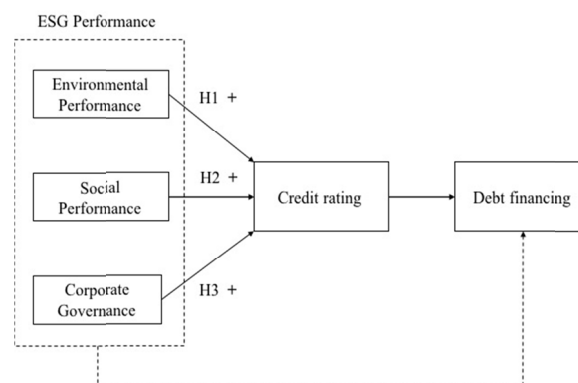 ESG Performance
Environmental
Performance
H1 +
Social
Performance
H2 +
Credit rating
Debt financing
Corporate
Governance
H3 +